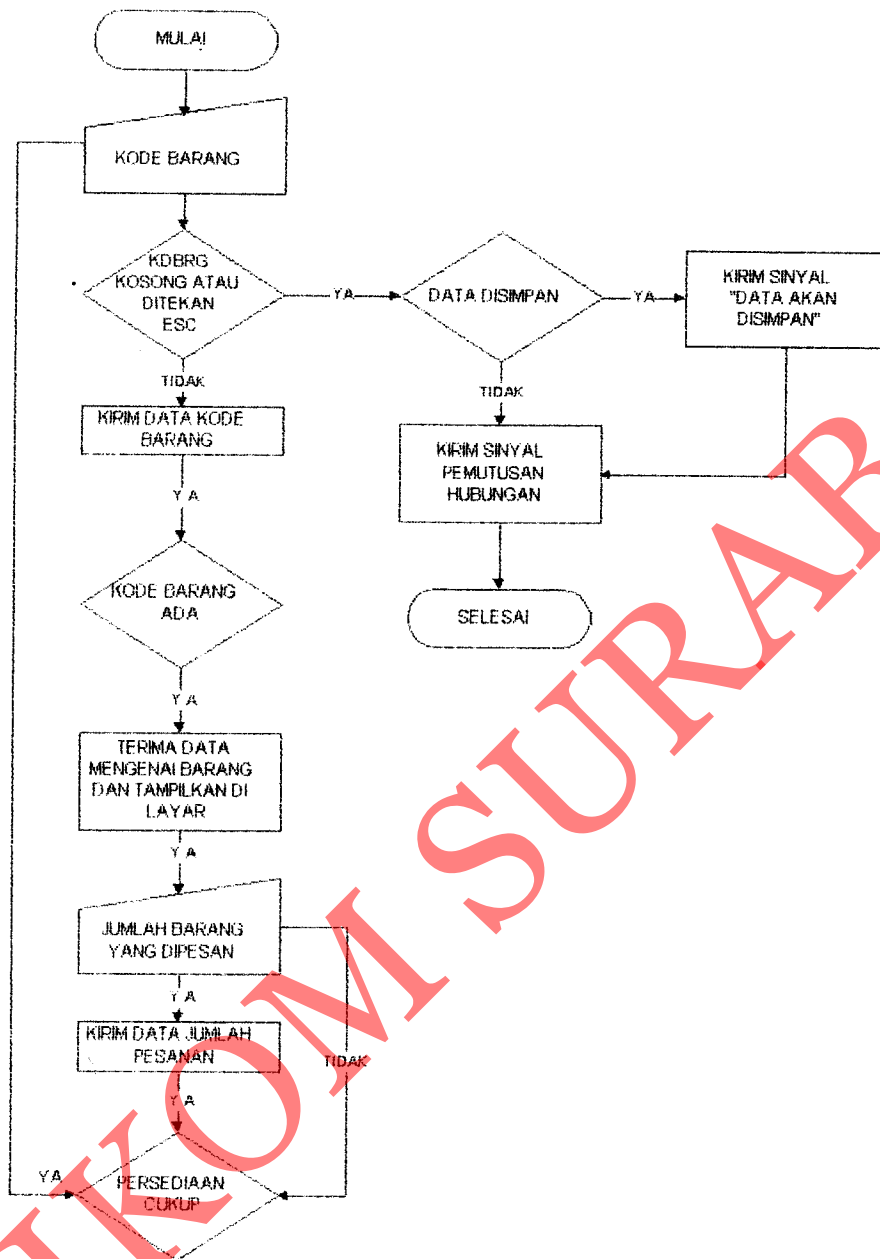 MULAI
KODE BARANG
KDBRG
KOSONG ATAU
DITEKAN
ESC
YA
DATA DISIMPAN
YA
KIRIM SINYAL
"DATA AKAN
DISIMPAN"
TIDAK
TIDAK
KIRIM DATA KODE
BARANG
KIRIM SINYAL
PEMUTUSAN
HUBUNGAN
YA
KODE BARANG
ADA
SELESAI
YA
TERIMA DATA
MENGENAI BARANG
DAN TAMPILKAN DI
LAYAR
YA
JUMLAH BARANG
YANG DIPESAN
YA
KIRIM DATA JUMLAH
PESANAN
TIDAK
YA
YA
PERSEDIAAN
CUKUP
IKOM SURAB